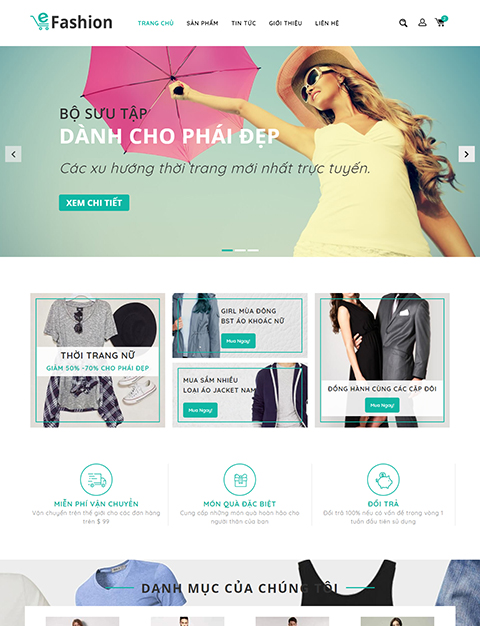 eFashion
TRANG CHỦ
SẢN PHẨM
TIN TỨC
GIỚI THIỆU
LIÊN HỆ
BỘ SƯU TẬP
DÀNH CHO PHÁI ĐẸP
Các xu hướng thời trang mới nhất trực tuyến.
XEM CHI TIẾT
THỜI TRANG NỮ
GIẢM 50% -70% CHO PHÁI ĐẸP
GIRL MÙA ĐÔNG
BST ÁO KHOÁC NỮ
Mua Ngay!
MUA SẮM NHIỀU
LOẠI ÁO JACKET NAM
Mua Ngay!
ĐỒNG HÀNH CÙNG CÁC CẶP ĐÔI
Mua Ngay!
MIỄN PHÍ VẬN CHUYỂN
Vận chuyển trên thế giới cho các đơn hàng
trên $ 99
MÓN QUÀ ĐẶC BIỆT
Cung cấp những món quà hoàn hảo cho
người thân của bạn
ĐỔI TRẢ
Đổi trả 100% nếu có vấn đề trong vòng 1
tuần đầu tiên sử dụng
DANH MỤC CỦA CHÚNG TÔI